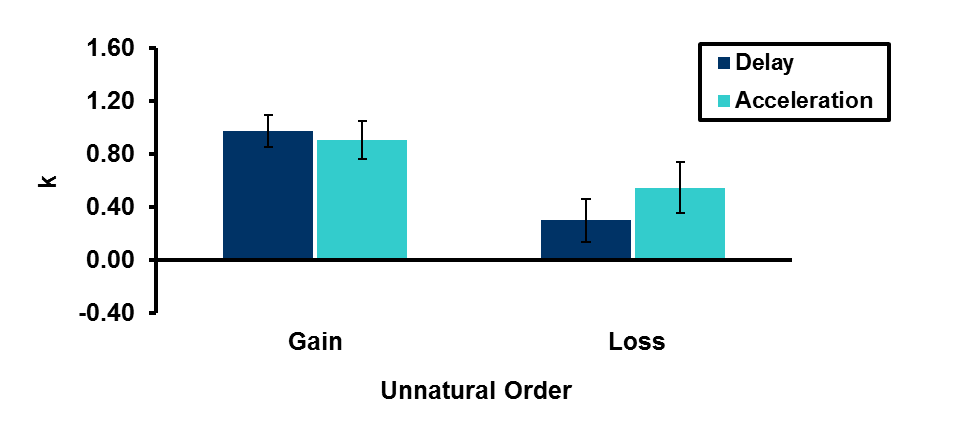 1.60
1.20
0.80
0.40
0.00
-0.40
k
Delay
Acceleration
Gain
Loss
Unnatural Order